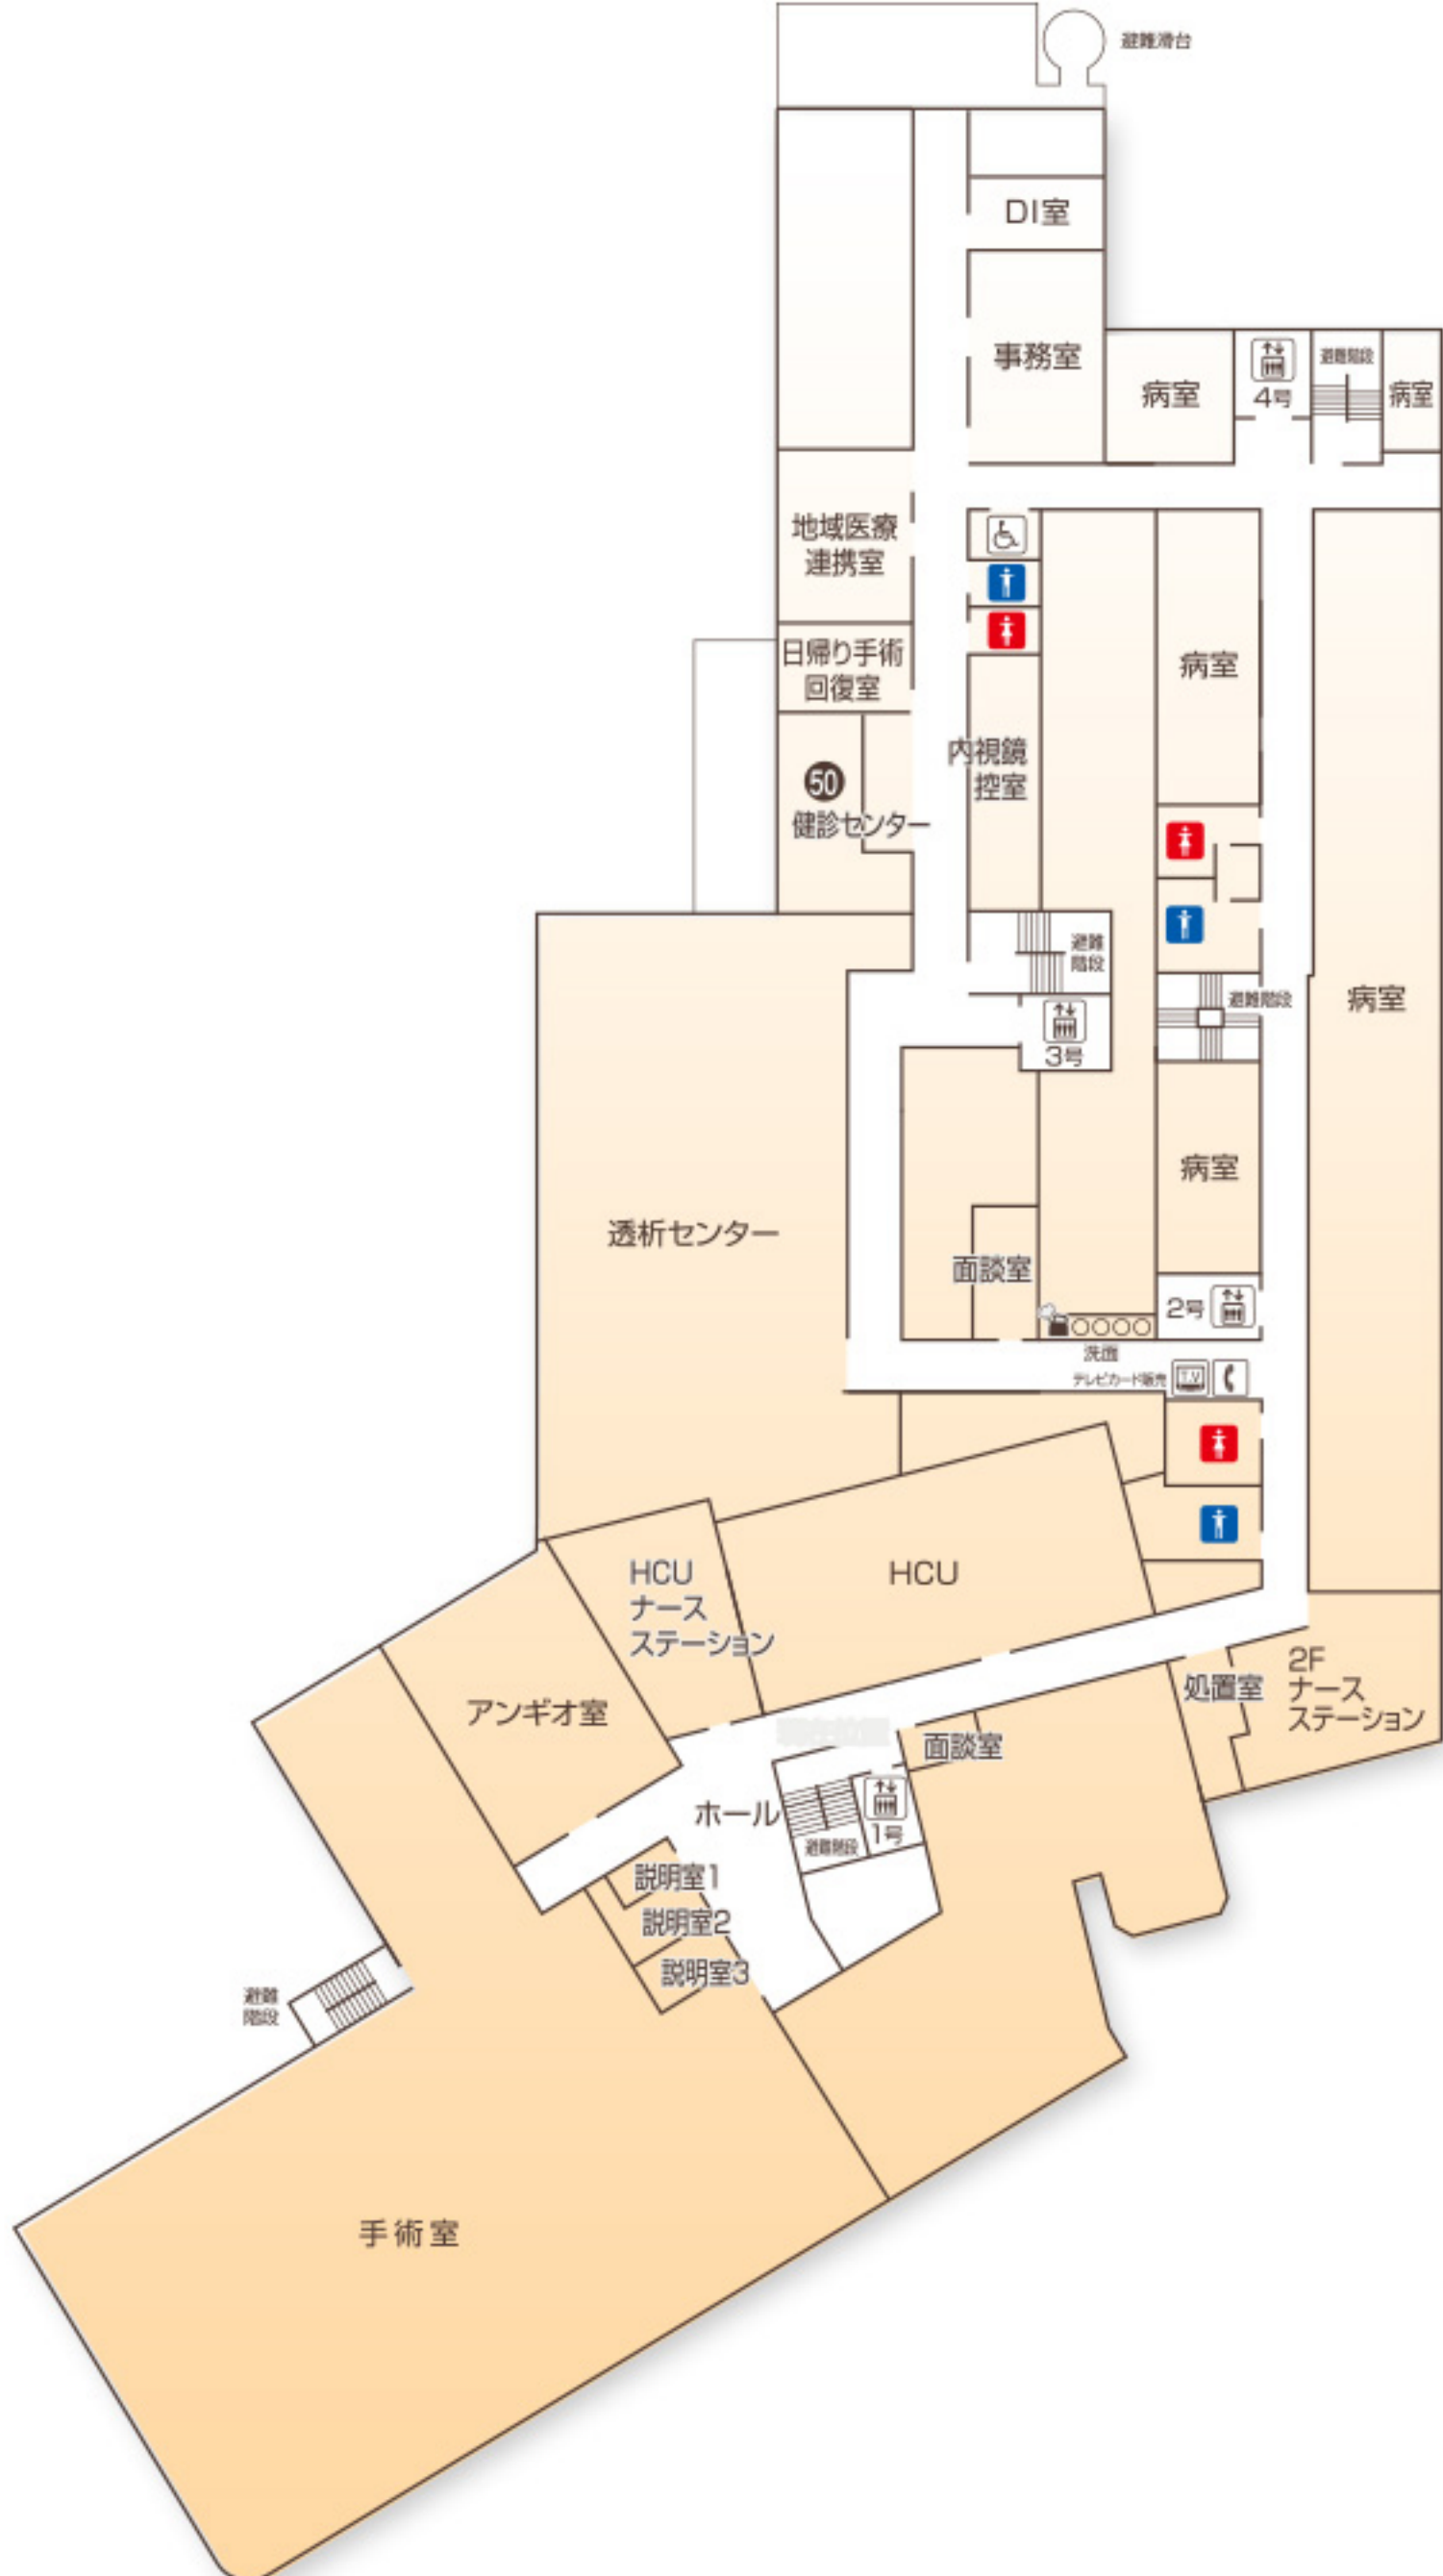 避難滑台
DI室
事務室
病室
4号
避難階段
病室
地域医療
連携室
日帰り手術
回復室
内視鏡
控室
病室
50
健診センター
避難
階段
3号
避難階段
病室
病室
透析センター
面談室
2号
洗面
テレビカード販売
T.V
HCU
ナース
ステーション
HCU
アンギオ室
処置室
2F
ナース
ステーション
面談室
ホール
避難階段
1号
説明室1
説明室2
説明室3
避難
階段
手術室